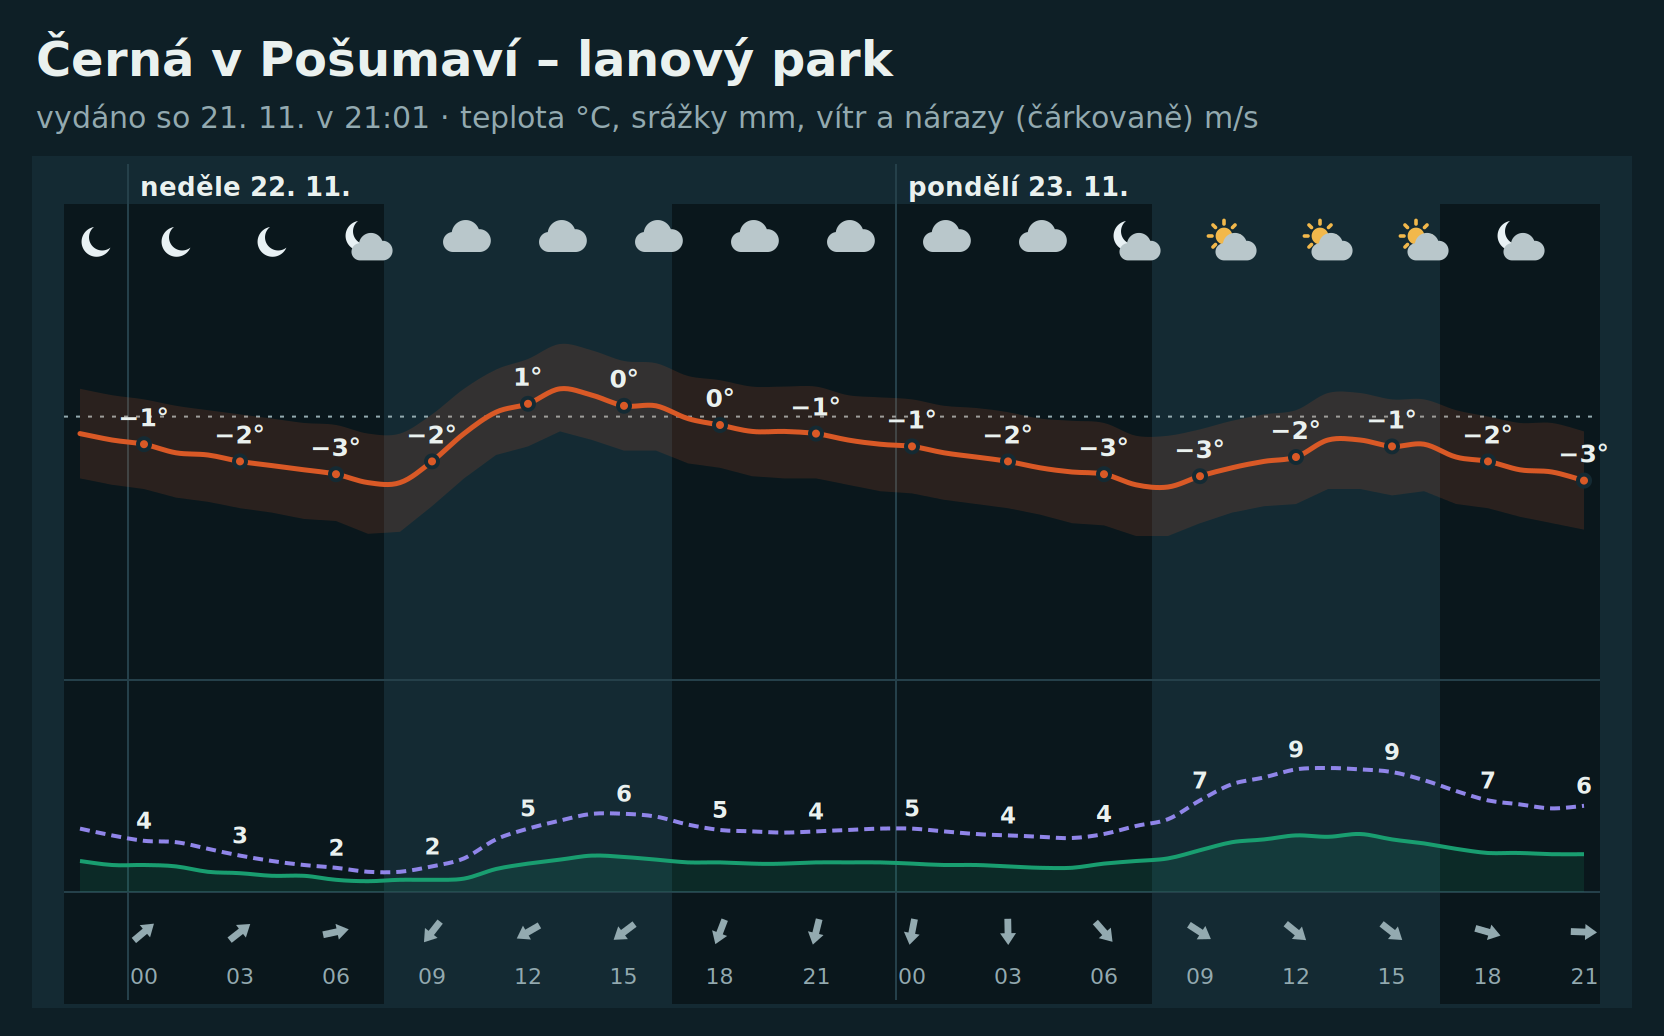 Černá v Pošumaví – lanový park
vydáno so 21. 11. v 21:01 · teplota °C, srážky mm, vítr a nárazy (čárkovaně) m/s
neděle 22. 11. pondělí 23. 11.
−1° −2° −3° −2° 1° 0° 0° −1° −1° −2° −3° −3° −2° −1° −2° −3°
4 3 2 2 5 6 5 4 5 4 4 7 9 9 7 6
00 03 06 09 12 15 18 21 00 03 06 09 12 15 18 21